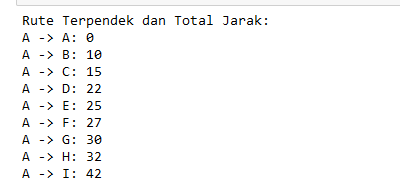 Rute Terpendek dan Total Jarak:
A -> A: 0
A -> B: 10
A -> C: 15
A -> D: 22
A -> E: 25
A -> F: 27
A -> G: 30
A -> H: 32
A -> I: 42